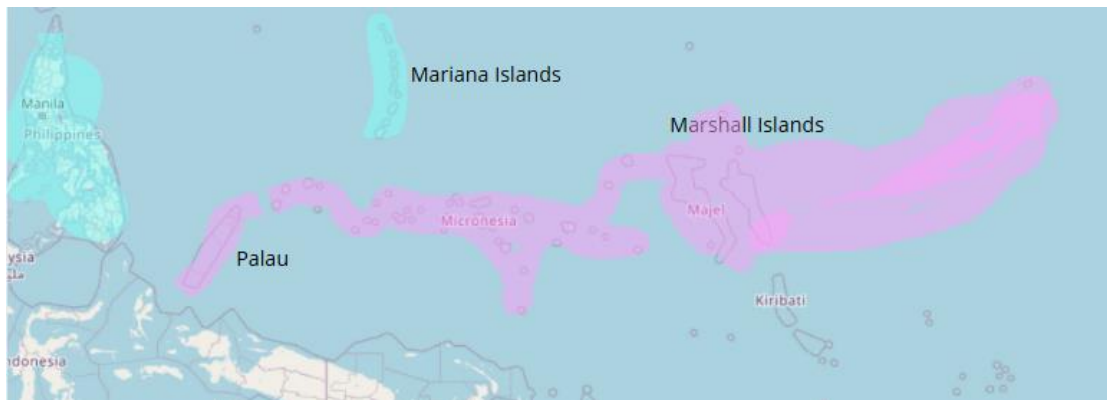 Mariana Islands
Manila
Philippines
Marshall Islands
Majel
Micronesia
ysia
Palau
Kiribati
ndonesia